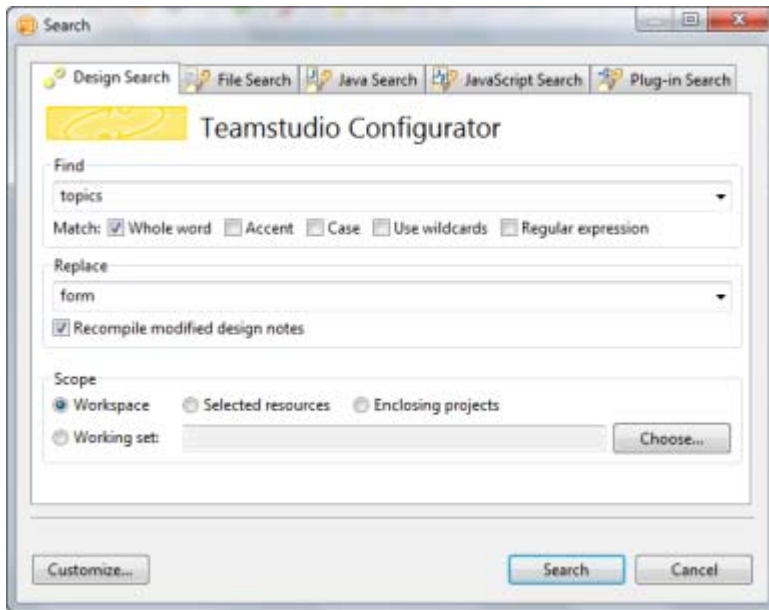 Search
Design Search File Search Java Search JavaScript Search Plug-in Search
Teamstudio Configurator
Find
topics
Match: Whole word Accent Case Use wildcards Regular expression
Replace
form
Recompile modified design notes
Scope
Workspace Selected resources Enclosing projects
Working set: Choose...
Customize... Search Cancel